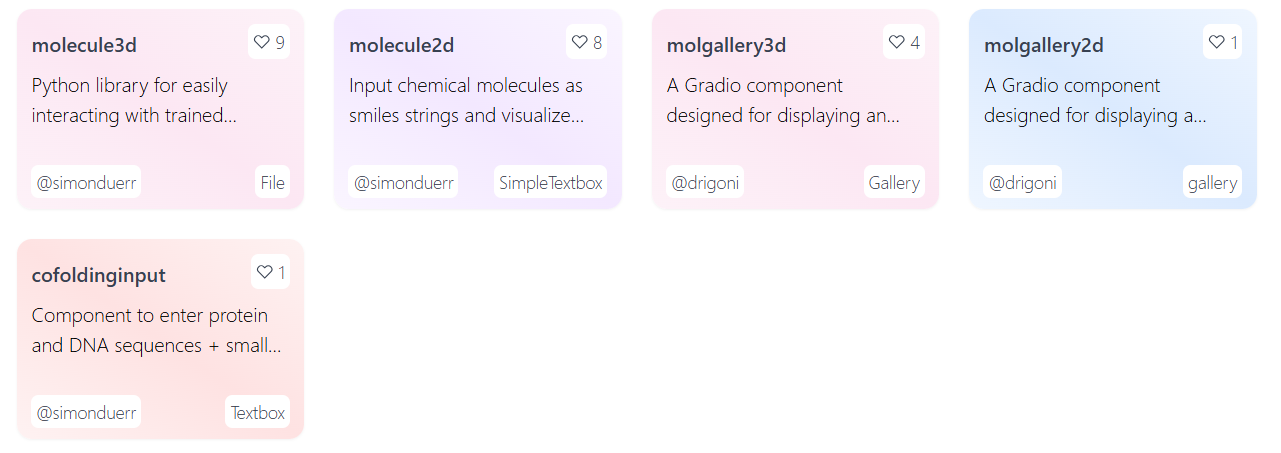 molecule3d 9
Python library for easily
interacting with trained...
@simonduerr File
molecule2d 8
Input chemical molecules as
smiles strings and visualize...
@simonduerr SimpleTextbox
molgallery3d 4
A Gradio component
designed for displaying an...
@drigoni Gallery
molgallery2d 1
A Gradio component
designed for displaying a...
@drigoni gallery
cofoldinginput 1
Component to enter protein
and DNA sequences + small...
@simonduerr Textbox